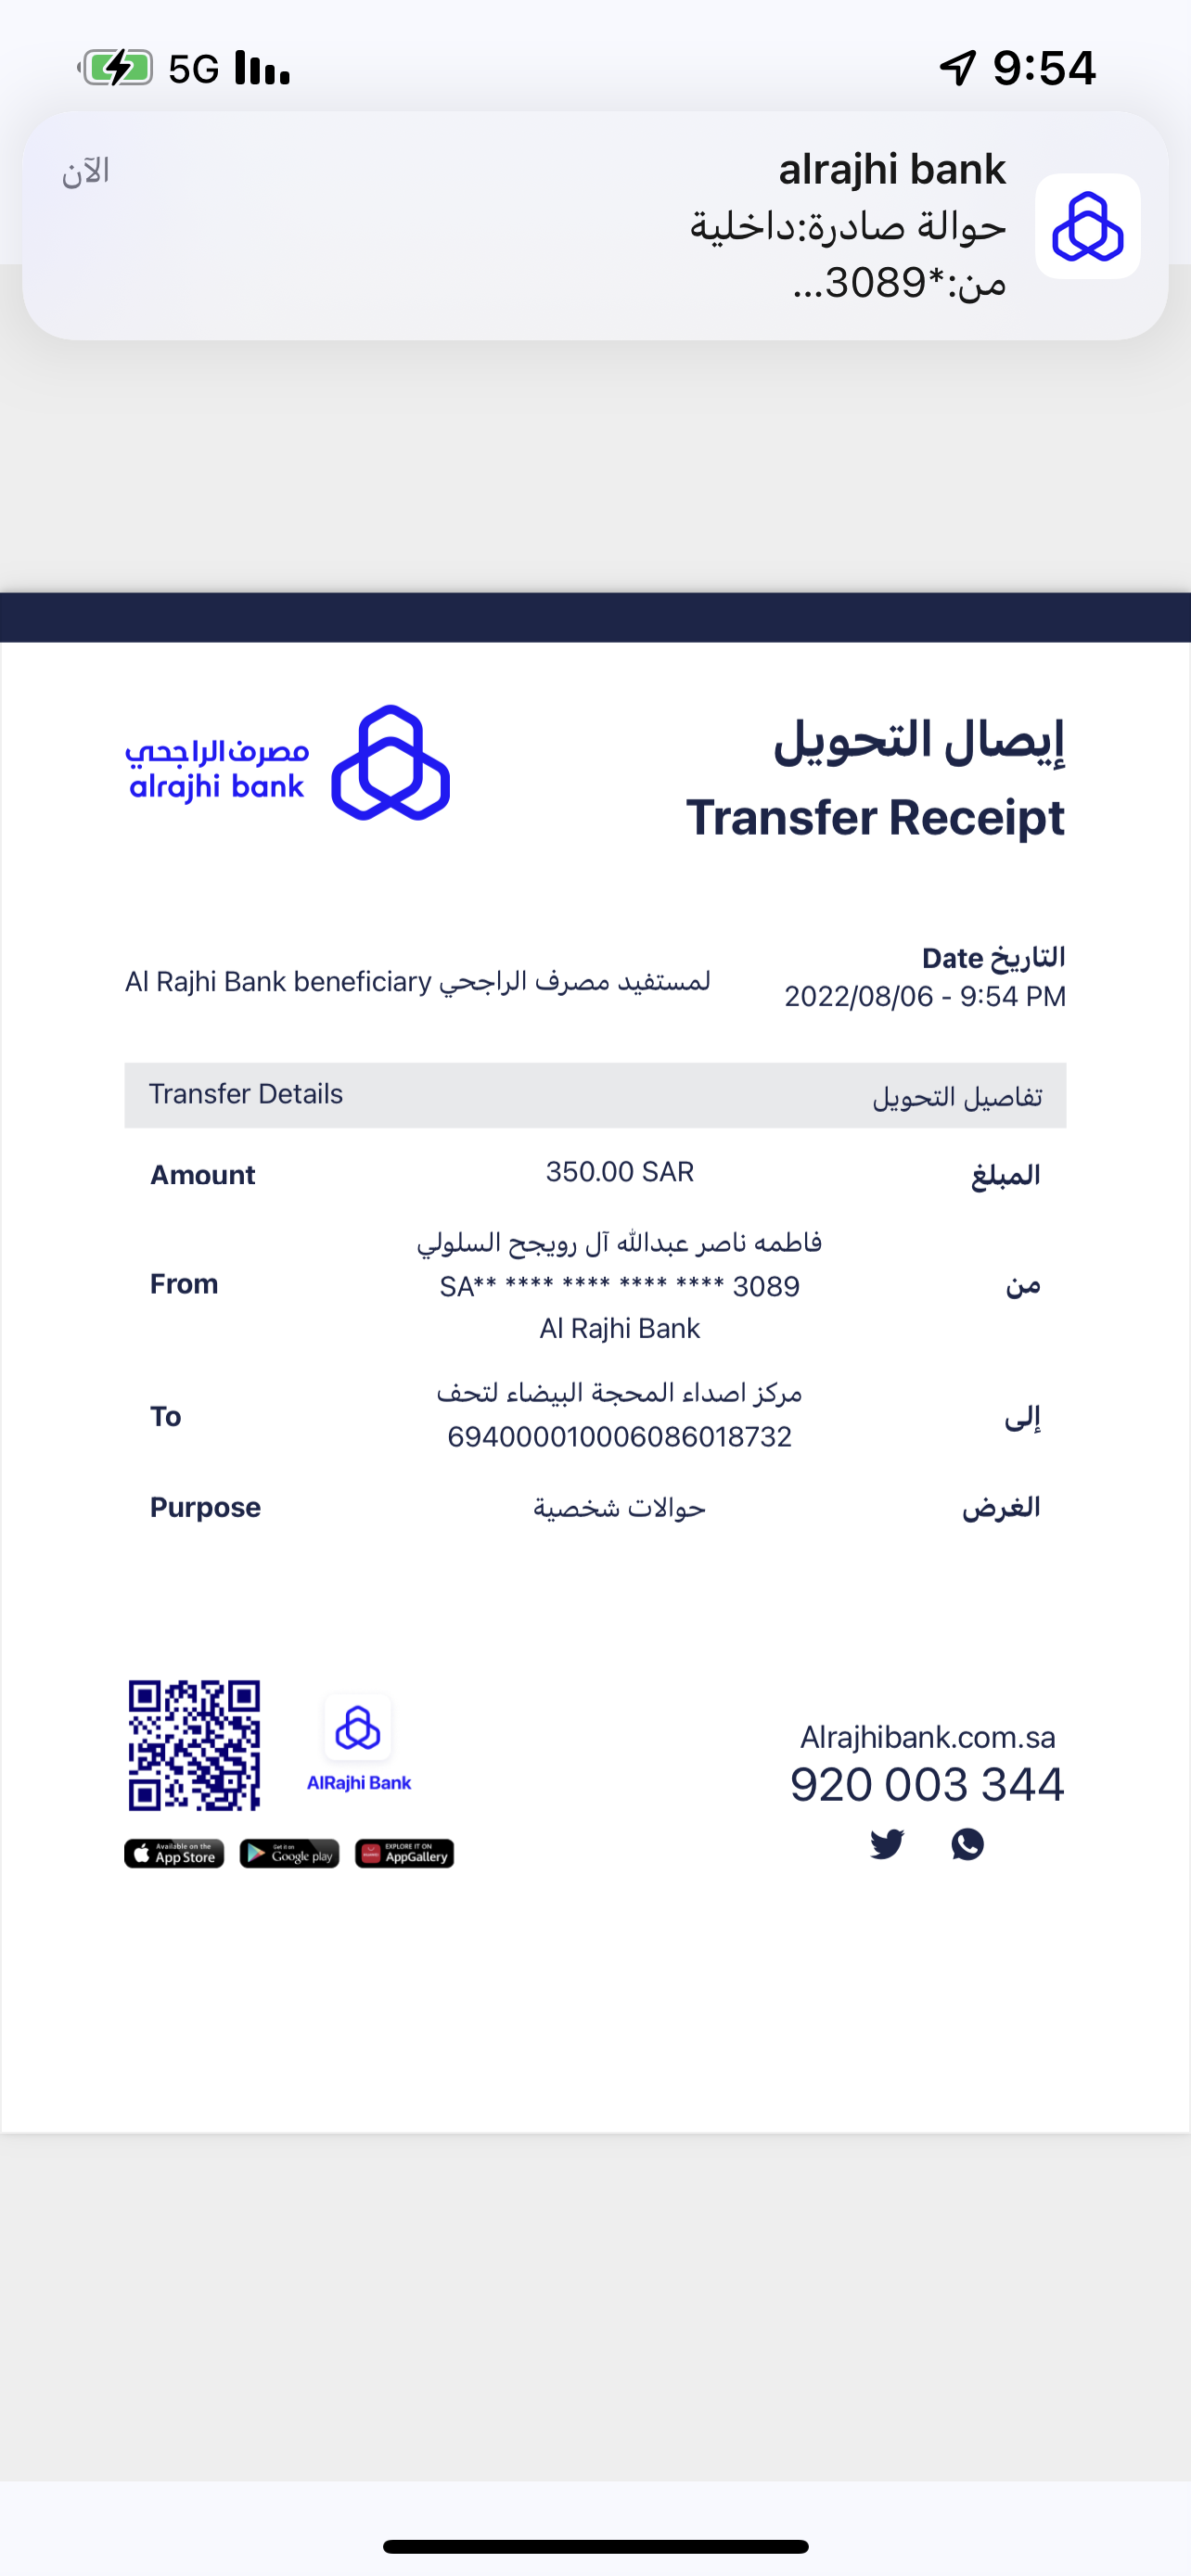 5G
9:54
alrajhi bank
الآن
حوالة صادرة:داخلية
من:*3089...
إيصال التحويل
مصرف الراجحي
alrajhi bank
Transfer Receipt
التاريخ Date
لمستفيد مصرف الراجحي Al Rajhi Bank beneficiary
2022/08/06 - 9:54 PM
Transfer Details تفاصيل التحويل
Amount 350.00 SAR المبلغ
فاطمه ناصر عبدالله آل رويجح السلولي
From SA** **** **** **** **** 3089 من
Al Rajhi Bank
مركز اصداء المحجة البيضاء لتحف
To إلى
694000010006086018732
Purpose حوالات شخصية الغرض
Alrajhibank.com.sa
AlRajhi Bank
920 003 344
Available on the App Store
Get it on Google play
EXPLORE IT ON AppGallery